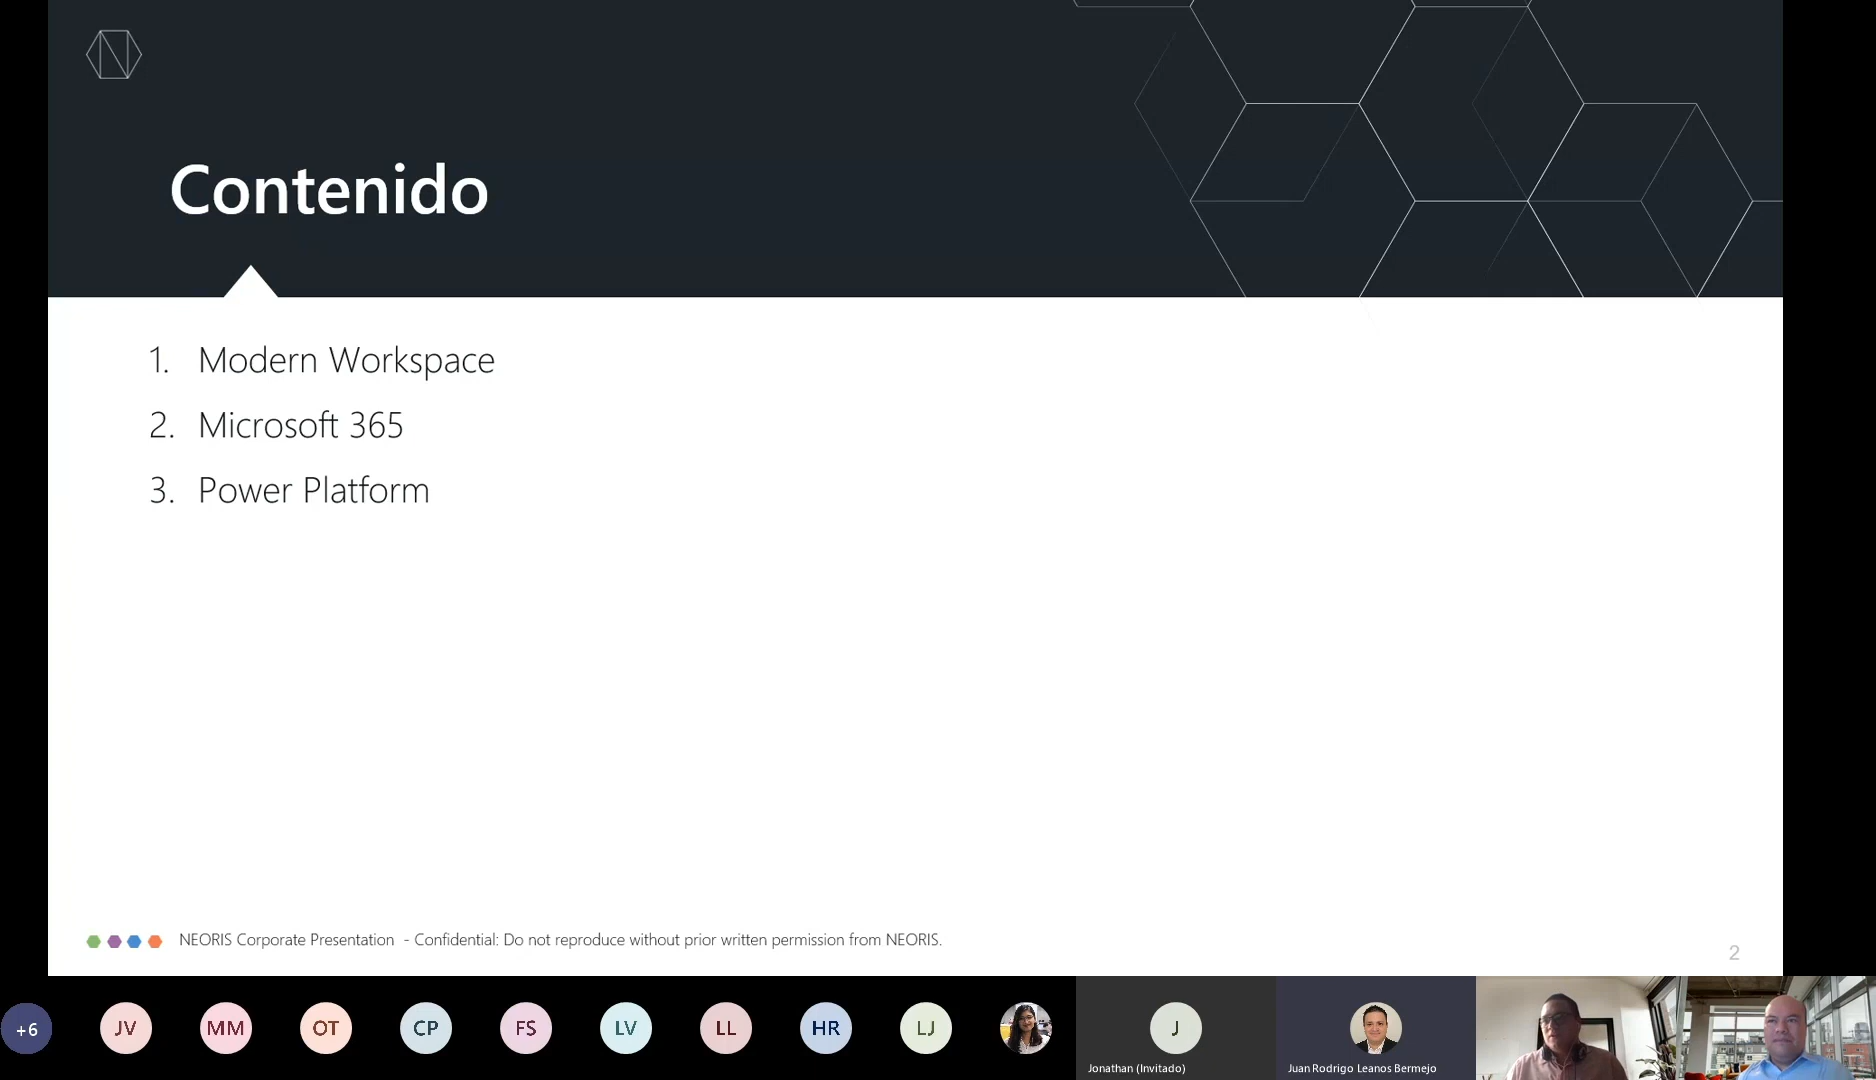 N
Contenido
1. Modern Workspace
2. Microsoft 365
3. Power Platform
NEORIS Corporate Presentation - Confidential: Do not reproduce without prior written permission from NEORIS.
2
+6 JV MM OT CP FS LV LL HR LJ J
Jonathan (Invitado) Juan Rodrigo Leanos Bermejo